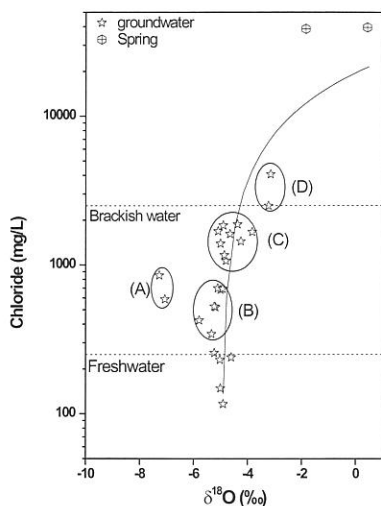 groundwater
Spring
10000
1000
100
Chloride (mg/L)
(D)
Brackish water
(C)
(A)
(B)
Freshwater
-10 -8 -6 -4 -2 0
δ¹⁸O (‰)